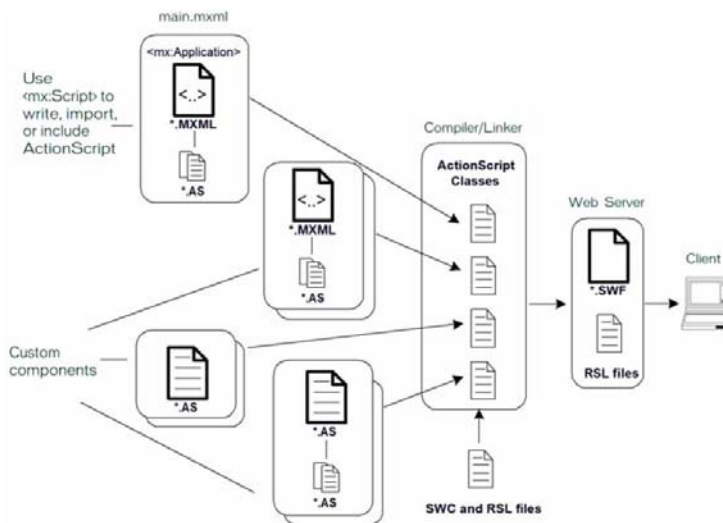 main.mxml
<mx:Application>
<..>
*.MXML
*.AS
Use
<mx:Script> to
write, import,
or include
ActionScript
<..>
*.MXML
*.AS
Custom
components
*.AS
*.AS
*.AS
Compiler/Linker
ActionScript
Classes
SWC and RSL files
Web Server
*.SWF
RSL files
Client